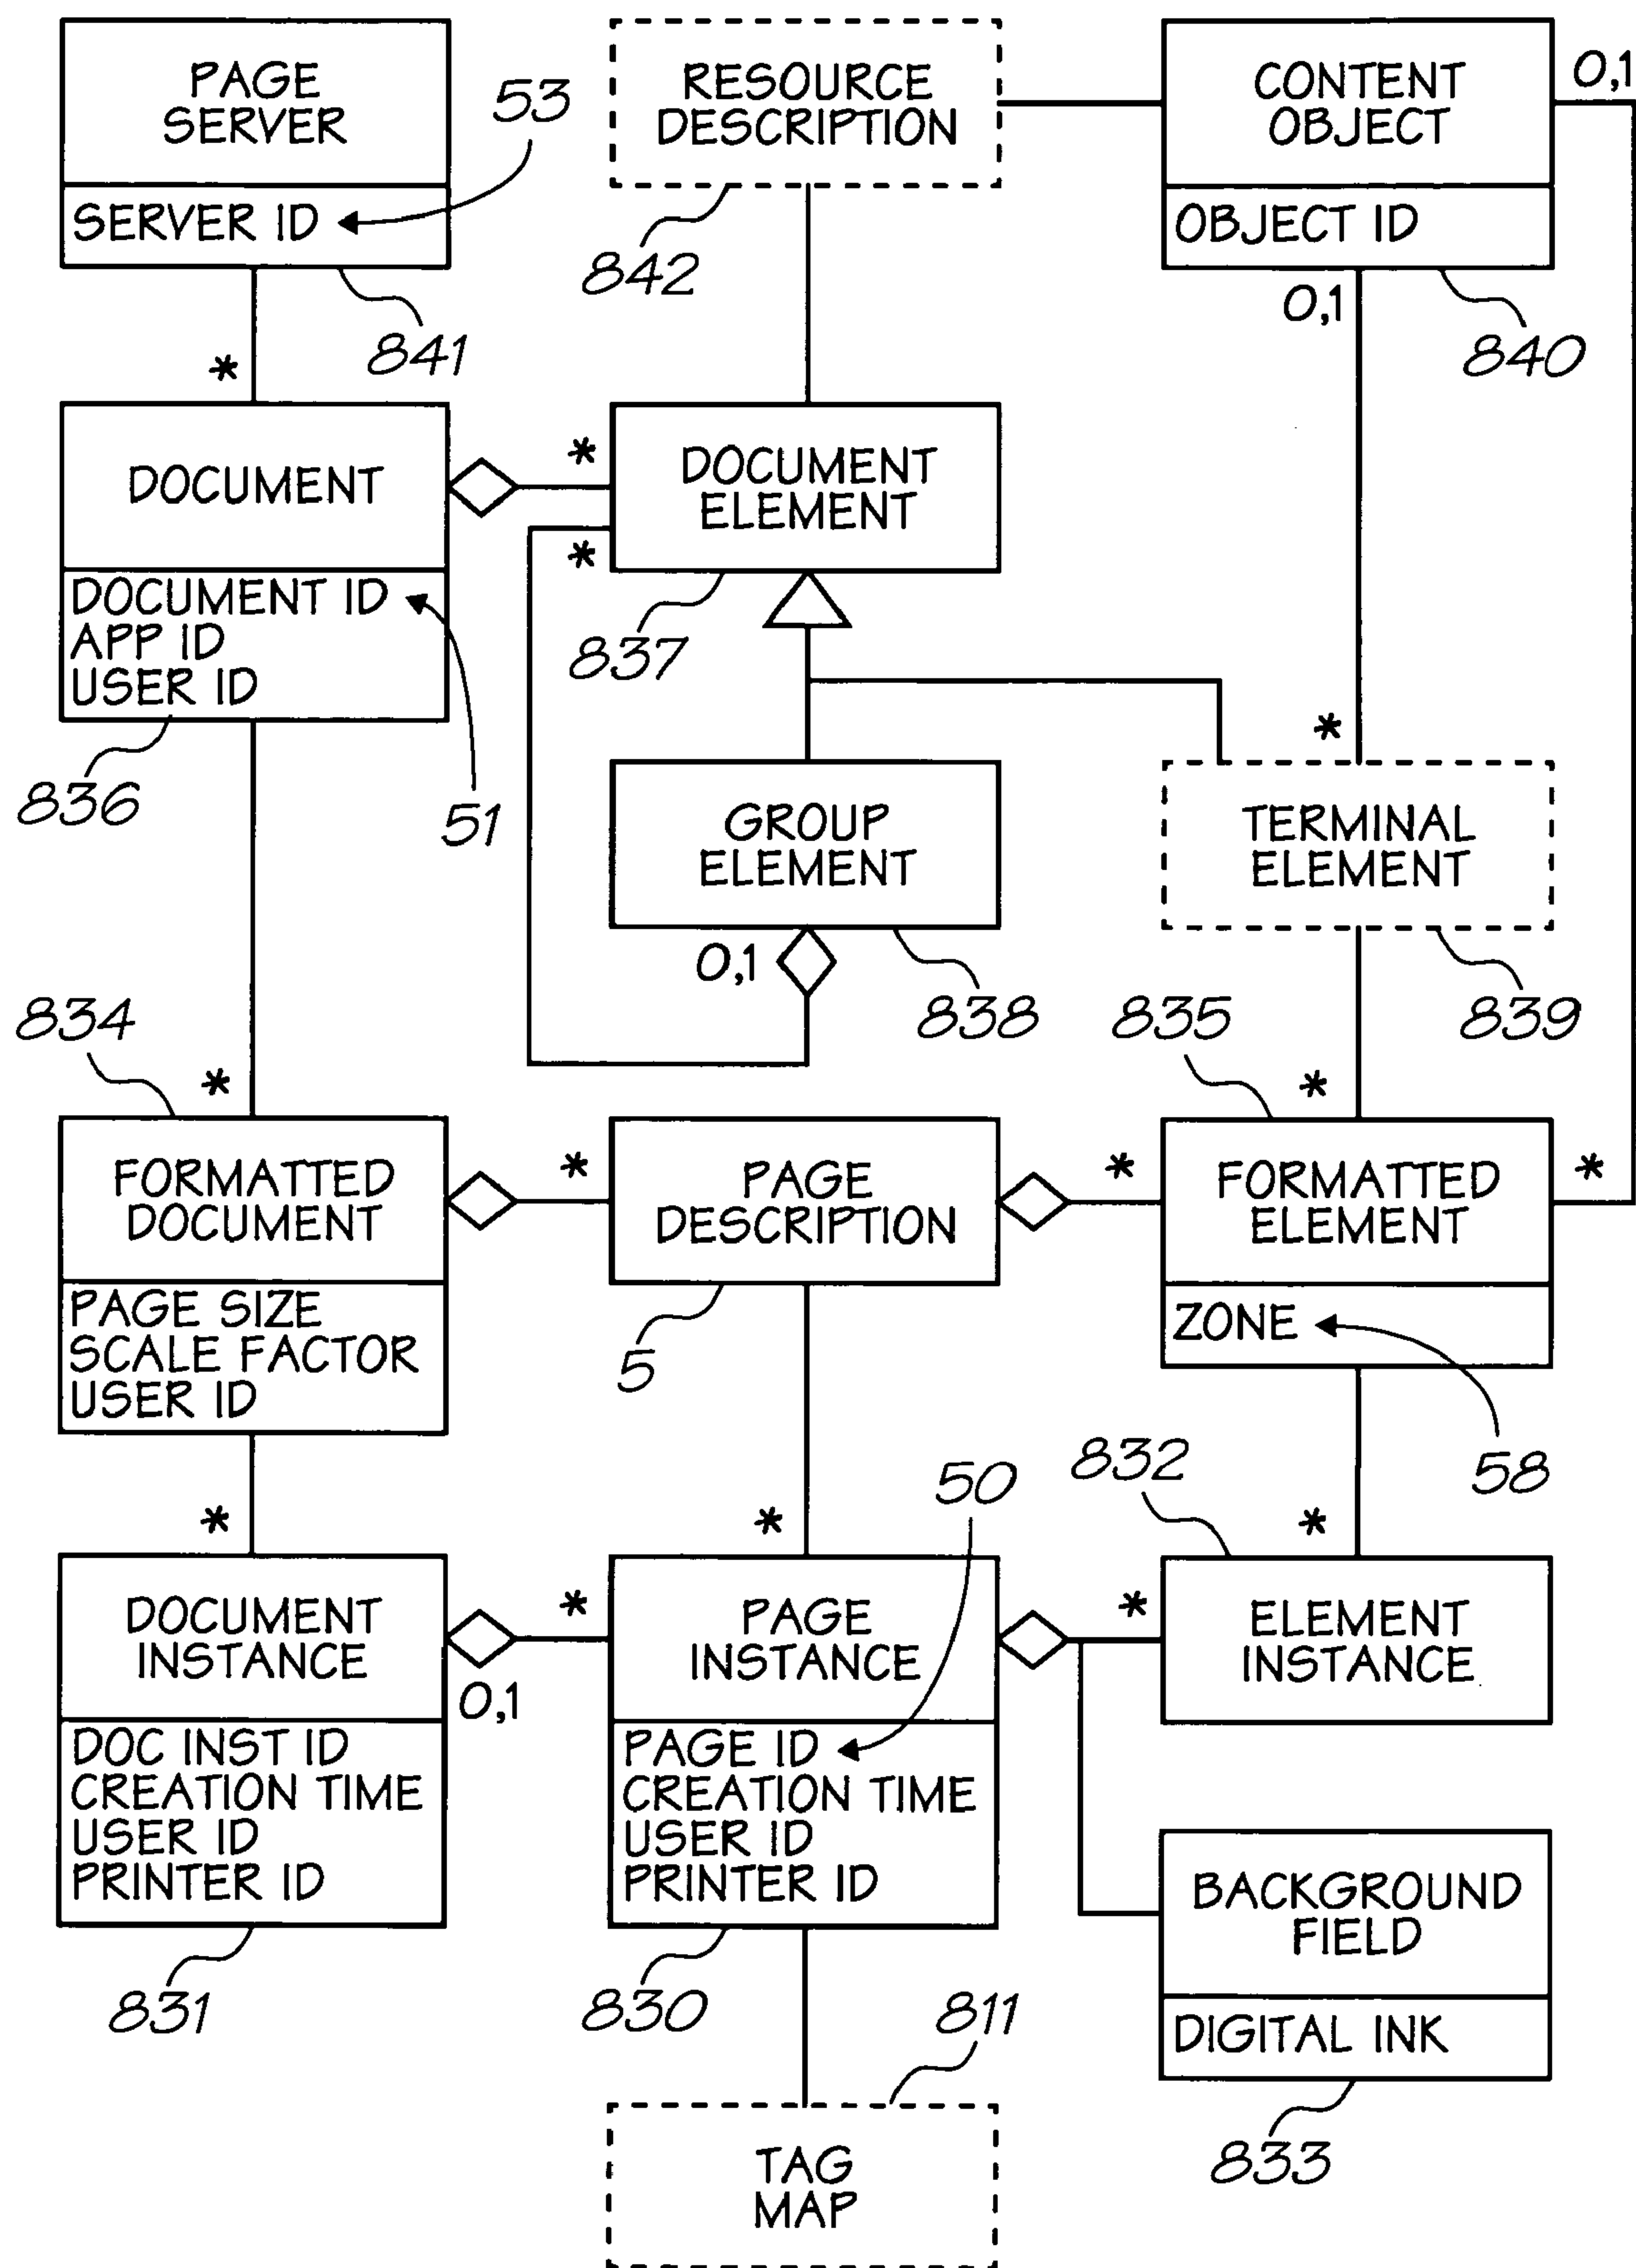 PAGE
SERVER
SERVER ID
53
841
RESOURCE
DESCRIPTION
842
CONTENT
OBJECT
OBJECT ID
0,1
0,1
840
*
DOCUMENT
DOCUMENT ID
APP ID
USER ID
836
51
*
*
DOCUMENT
ELEMENT
837
GROUP
ELEMENT
0,1
838
*
TERMINAL
ELEMENT
839
834
*
FORMATTED
DOCUMENT
PAGE SIZE
SCALE FACTOR
USER ID
*
PAGE
DESCRIPTION
5
835
*
*
FORMATTED
ELEMENT
*
ZONE
58
*
DOCUMENT
INSTANCE
0,1
DOC INST ID
CREATION TIME
USER ID
PRINTER ID
831
*
*
50
PAGE
INSTANCE
PAGE ID
CREATION TIME
USER ID
PRINTER ID
830
832
*
*
ELEMENT
INSTANCE
BACKGROUND
FIELD
DIGITAL INK
833
811
TAG
MAP